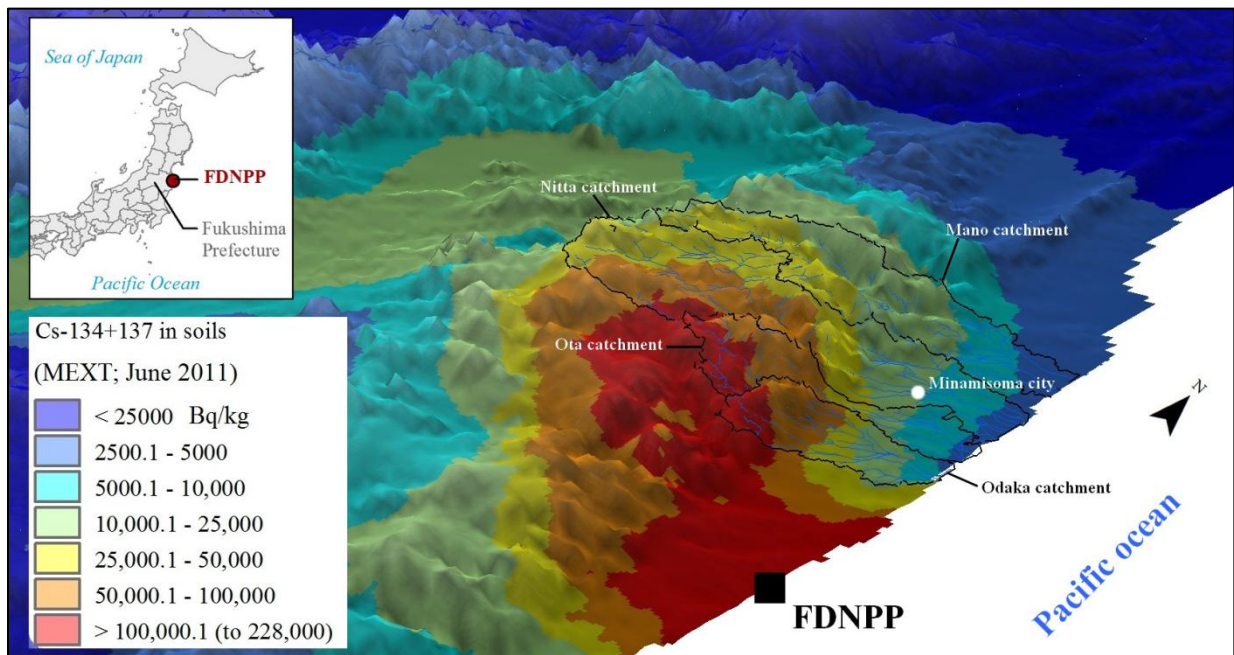 Sea of Japan
FDNPP
Fukushima
Prefecture
Pacific Ocean
Cs-134+137 in soils
(MEXT; June 2011)
< 25000 Bq/kg
2500.1 - 5000
5000.1 - 10,000
10,000.1 - 25,000
25,000.1 - 50,000
50,000.1 - 100,000
> 100,000.1 (to 228,000)
Nitta catchment
Mano catchment
Ota catchment
Minamisoma city
N
Odaka catchment
Pacific ocean
FDNPP